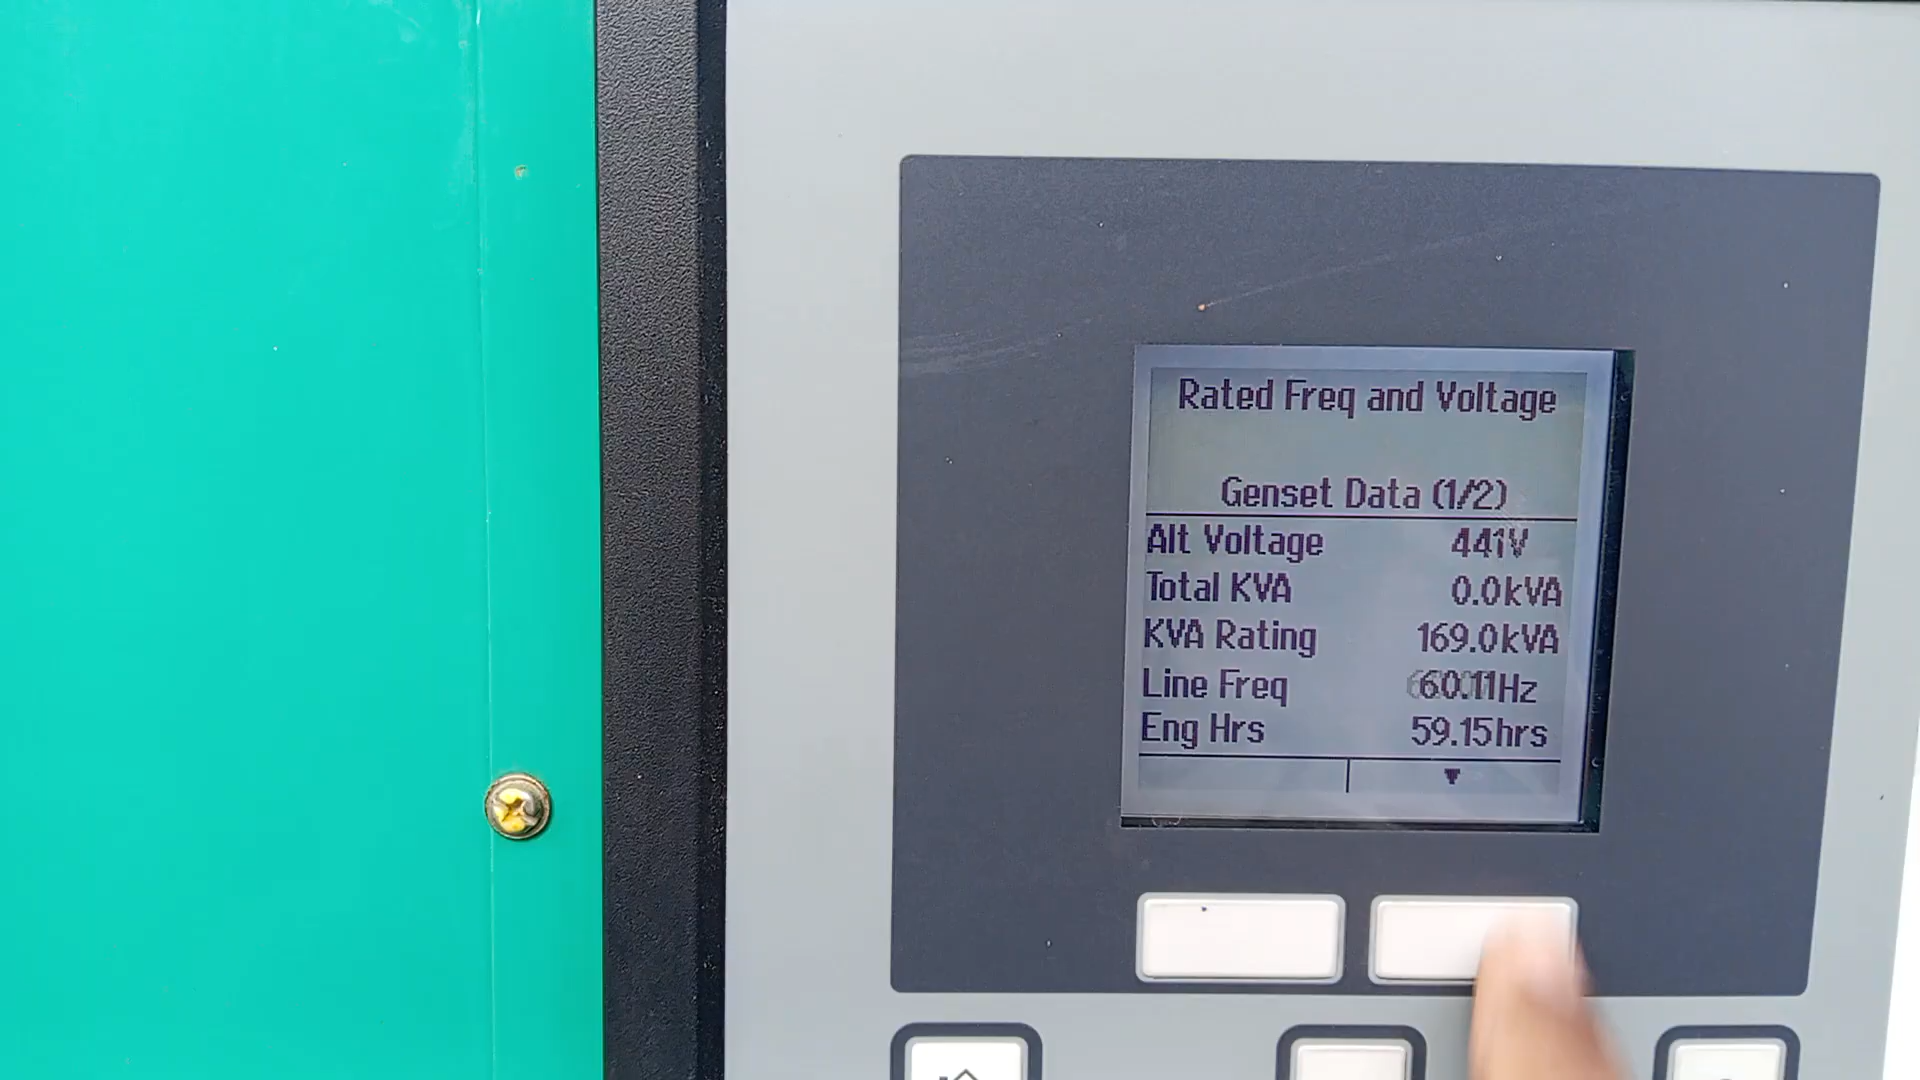 Rated Freq and Voltage
Genset Data (1/2)
Alt Voltage 441V
Total KVA 0.0kVA
KVA Rating 169.0kVA
Line Freq 60.11Hz
Eng Hrs 59.15hrs